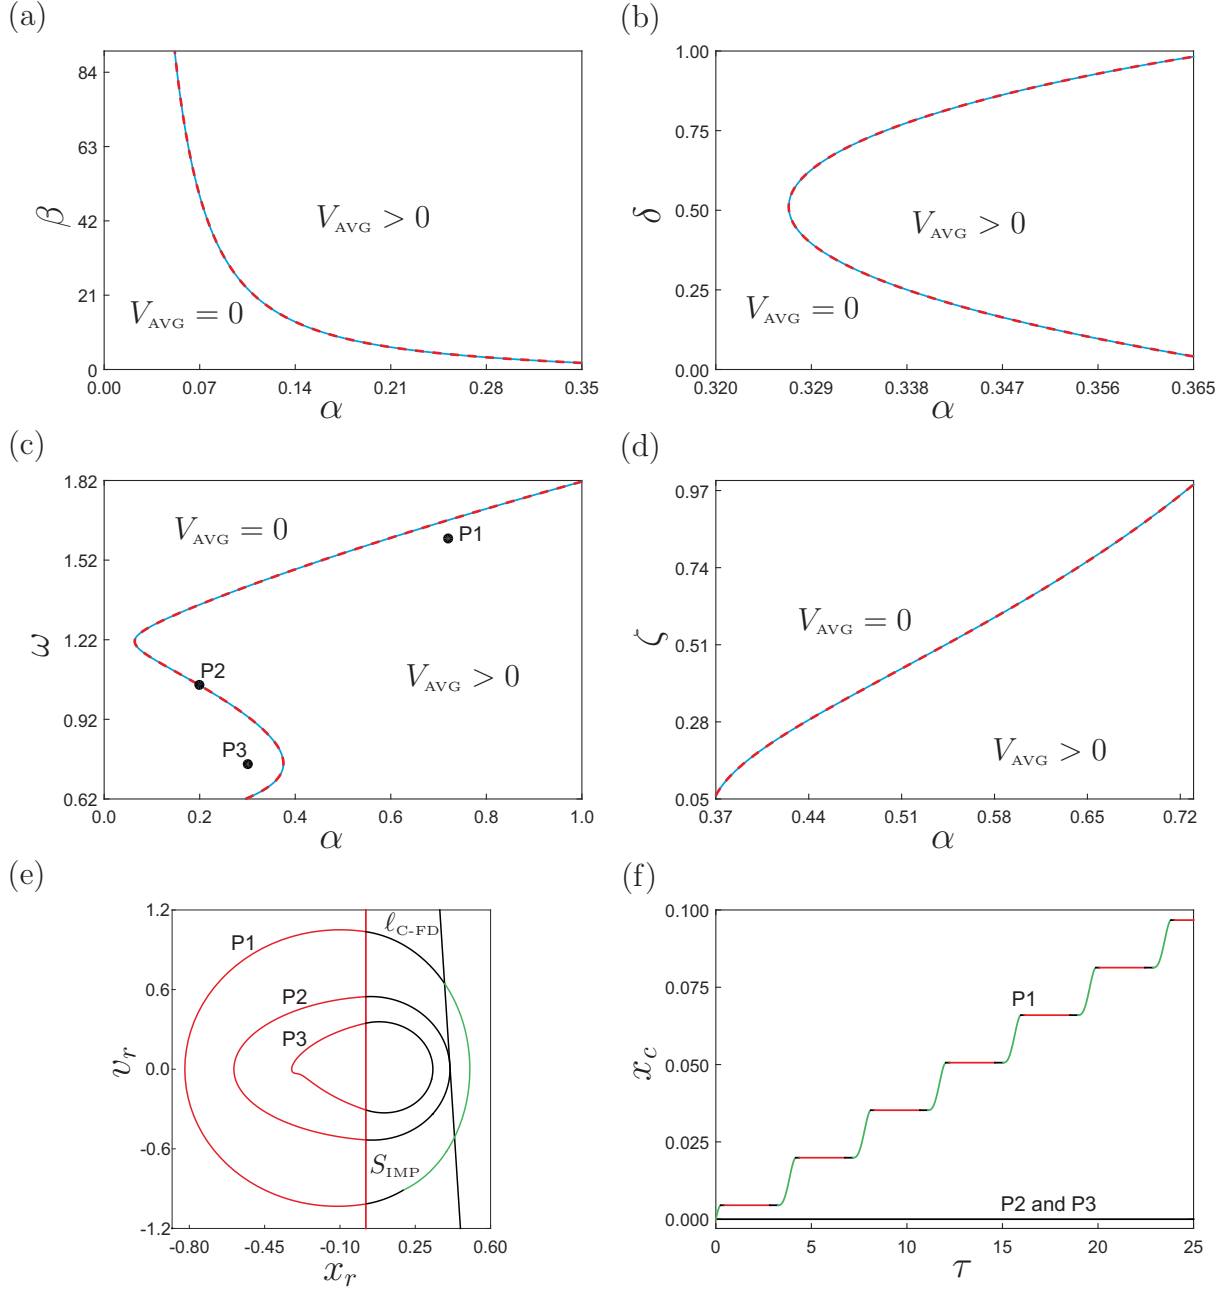 (a)
84
63
42
21
0
β
V_AVG > 0
V_AVG = 0
0.00 0.07 0.14 0.21 0.28 0.35
α
(b)
1.00
0.75
0.50
0.25
0.00
δ
V_AVG > 0
V_AVG = 0
0.320 0.329 0.338 0.347 0.356 0.365
α
(c)
1.82
1.52
1.22
0.92
0.62
ω
V_AVG = 0
P1
P2
V_AVG > 0
P3
0.0 0.2 0.4 0.6 0.8 1.0
α
(d)
0.97
0.74
0.51
0.28
0.05
ζ
V_AVG = 0
V_AVG > 0
0.37 0.44 0.51 0.58 0.65 0.72
α
(e)
1.2
0.6
0.0
-0.6
-1.2
v_r
ℓ_C-FD
P1
P2
P3
S_IMP
-0.80 -0.45 -0.10 0.25 0.60
x_r
(f)
0.100
0.075
0.050
0.025
0.000
x_c
P1
P2 and P3
0 5 10 15 20 25
τ